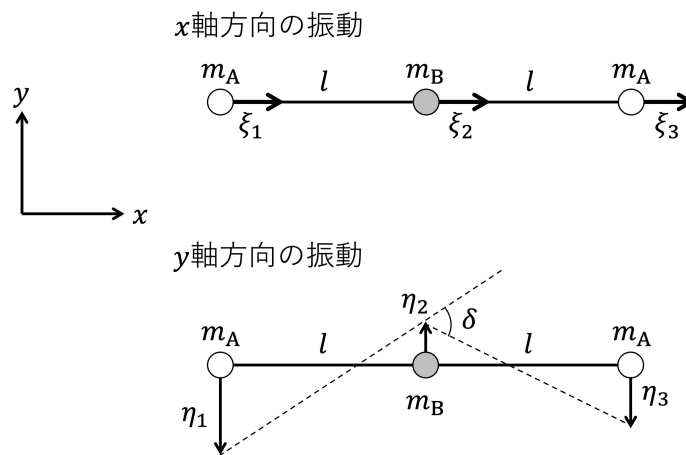 x軸方向の振動
m_A l m_B l m_A
ξ_1 ξ_2 ξ_3
y
x
y軸方向の振動
η_2 δ
m_A l l m_A
η_1 m_B η_3